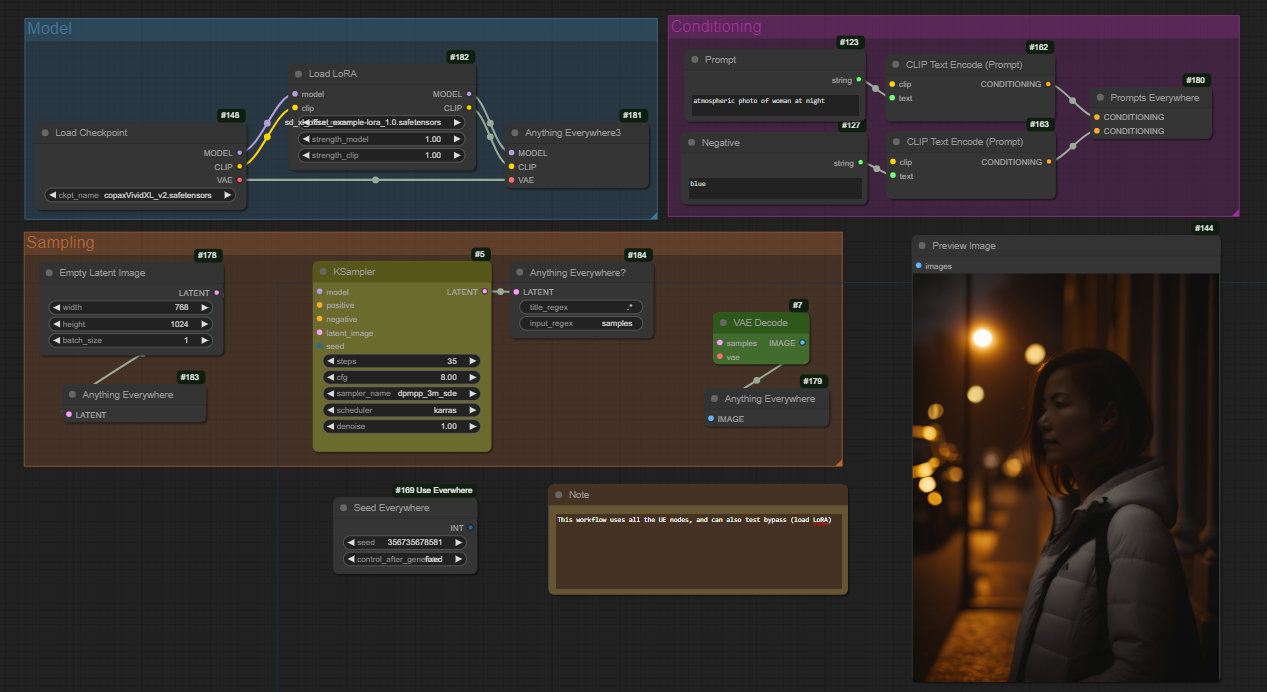 Model
#182
Load LoRA
model
MODEL
clip
CLIP
sd_xl_offset_example-lora_1.0.safetensors
strength_model 1.00
strength_clip 1.00
#148
Load Checkpoint
MODEL
CLIP
VAE
ckpt_name copaxVividXL_v2.safetensors
#181
Anything Everywhere3
MODEL
CLIP
VAE
Conditioning
#123
Prompt
string
atmospheric photo of woman at night
#127
Negative
string
blue
#162
CLIP Text Encode (Prompt)
clip
CONDITIONING
text
#163
CLIP Text Encode (Prompt)
clip
CONDITIONING
text
#180
Prompts Everywhere
CONDITIONING
CONDITIONING
Sampling
#178
Empty Latent Image
LATENT
width 768
height 1024
batch_size 1
#183
Anything Everywhere
LATENT
#5
KSampler
model
LATENT
positive
negative
latent_image
seed
steps 35
cfg 8.00
sampler_name dpmpp_3m_sde
scheduler karras
denoise 1.00
#184
Anything Everywhere?
LATENT
title_regex .*
input_regex samples
#7
VAE Decode
samples
IMAGE
vae
#179
Anything Everywhere
IMAGE
#144
Preview Image
images
#169 Use Everwhere
Seed Everywhere
INT
seed 356735678581
control_after_gene fixed
Note
This workflow uses all the UE nodes, and can also test bypass (load LoRA)